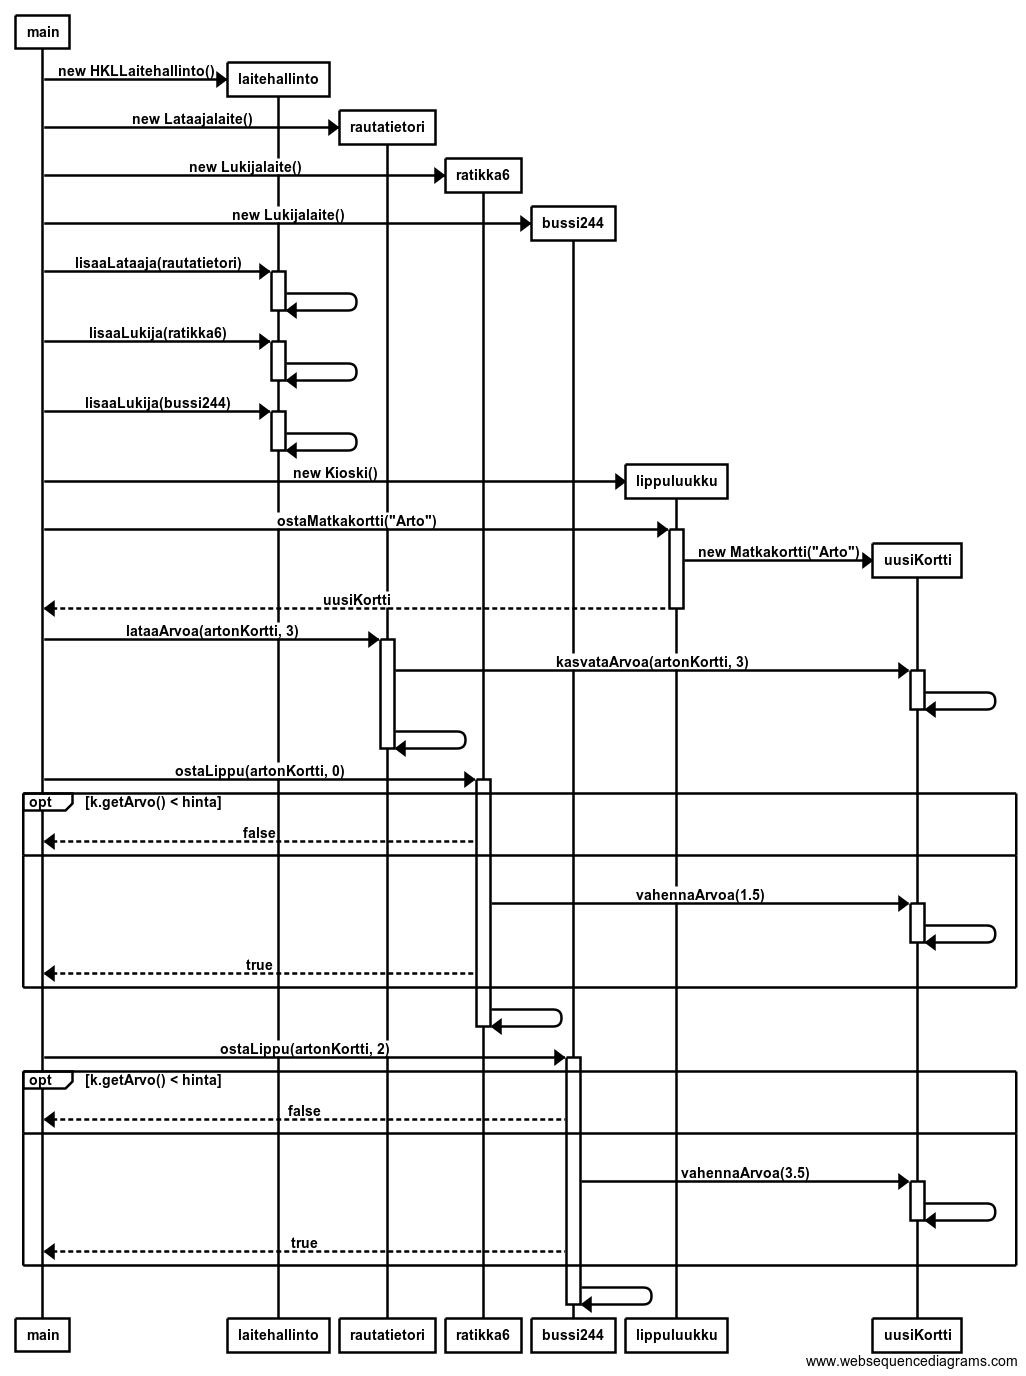 main
new HKLLaitehallinto()
laitehallinto
new Lataajalaite()
rautatietori
new Lukijalaite()
ratikka6
new Lukijalaite()
bussi244
lisaaLataaja(rautatietori)
lisaaLukija(ratikka6)
lisaaLukija(bussi244)
new Kioski()
lippuluukku
ostaMatkakortti("Arto")
new Matkakortti("Arto")
uusiKortti
uusiKortti
lataaArvoa(artonKortti, 3)
kasvataArvoa(artonKortti, 3)
ostaLippu(artonKortti, 0)
opt [k.getArvo() < hinta]
false
vahennaArvoa(1.5)
true
ostaLippu(artonKortti, 2)
opt [k.getArvo() < hinta]
false
vahennaArvoa(3.5)
true
main laitehallinto rautatietori ratikka6 bussi244 lippuluukku uusiKortti
www.websequencediagrams.com